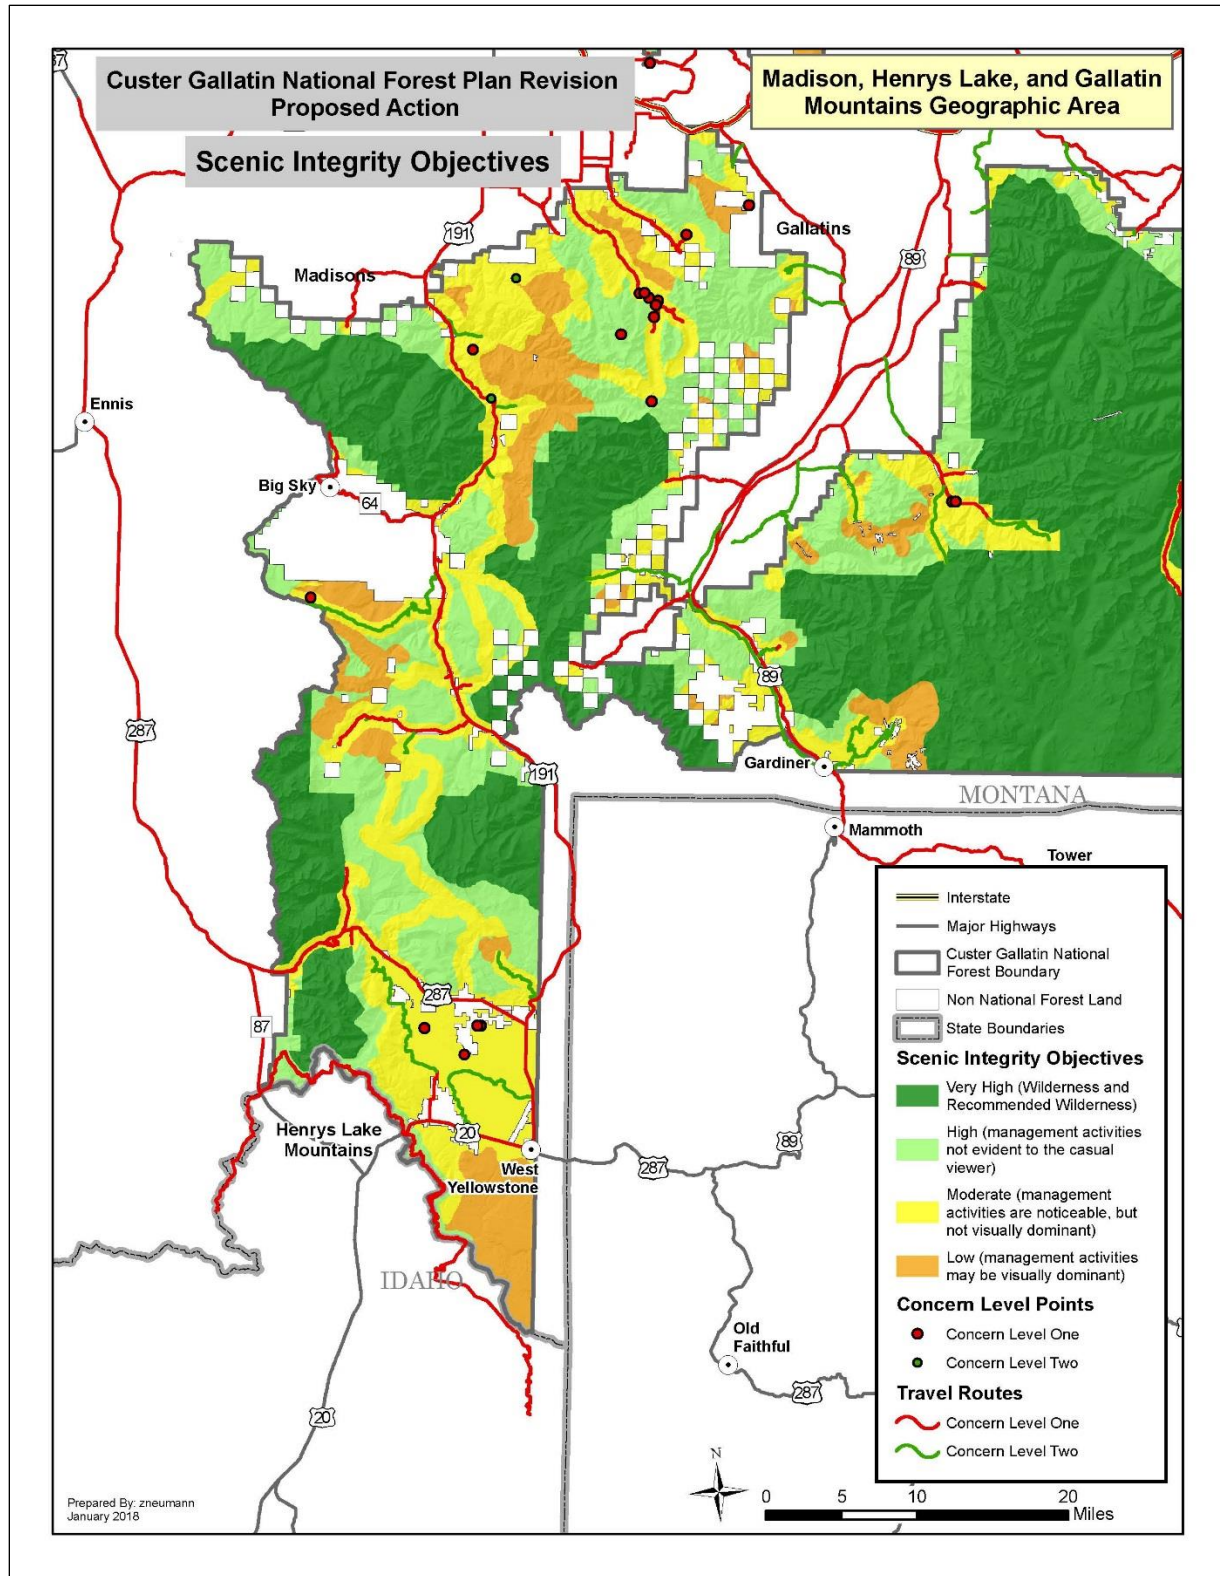 Custer Gallatin National Forest Plan Revision
Proposed Action
Madison, Henrys Lake, and Gallatin
Mountains Geographic Area
Scenic Integrity Objectives
191
Gallatins
89
Madisons
Ennis
Big Sky
64
89
287
Gardiner
191
MONTANA
Mammoth
Tower
287
87
Henrys Lake
Mountains
20
West
Yellowstone
89
287
IDAHO
Old
Faithful
287
20
Interstate
Major Highways
Custer Gallatin National
Forest Boundary
Non National Forest Land
State Boundaries
Scenic Integrity Objectives
Very High (Wilderness and
Recommended Wilderness)
High (management activities
not evident to the casual
viewer)
Moderate (management
activities are noticeable, but
not visually dominant)
Low (management activities
may be visually dominant)
Concern Level Points
Concern Level One
Concern Level Two
Travel Routes
Concern Level One
Concern Level Two
N
0 5 10 20
Miles
Prepared By: zneumann
January 2018